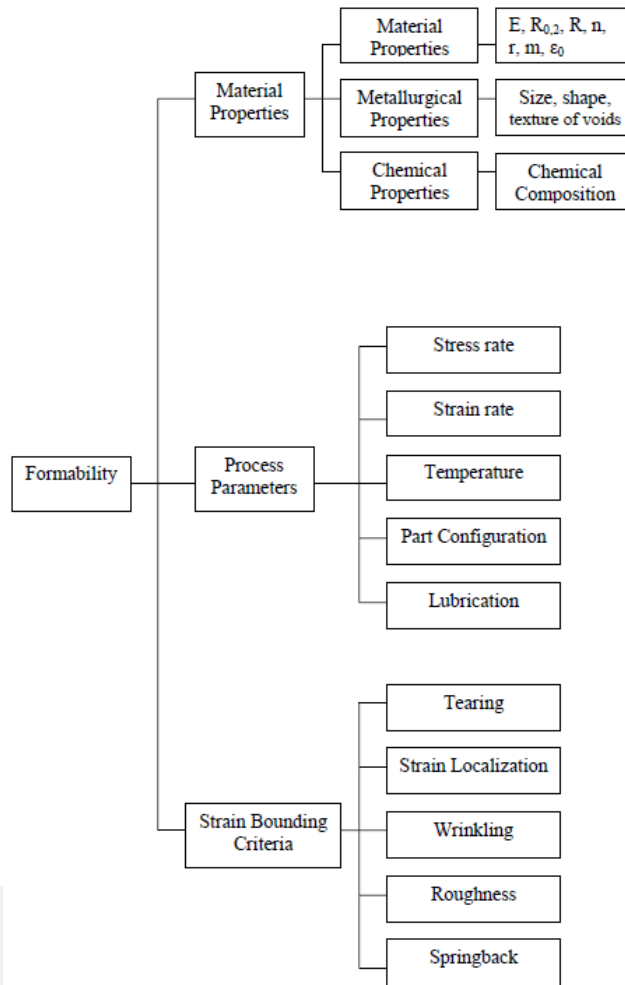 Material
Properties
E, R₀,₂, R, n,
r, m, ε₀
Material
Properties
Metallurgical
Properties
Size, shape,
texture of voids
Chemical
Properties
Chemical
Composition
Stress rate
Strain rate
Formability
Process
Parameters
Temperature
Part Configuration
Lubrication
Tearing
Strain Localization
Strain Bounding
Criteria
Wrinkling
Roughness
Springback